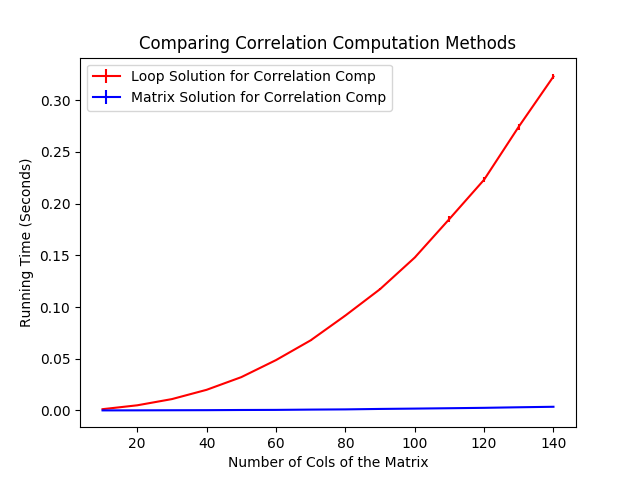 Comparing Correlation Computation Methods
Loop Solution for Correlation Comp
Matrix Solution for Correlation Comp
Running Time (Seconds)
0.30
0.25
0.20
0.15
0.10
0.05
0.00
20 40 60 80 100 120 140
Number of Cols of the Matrix